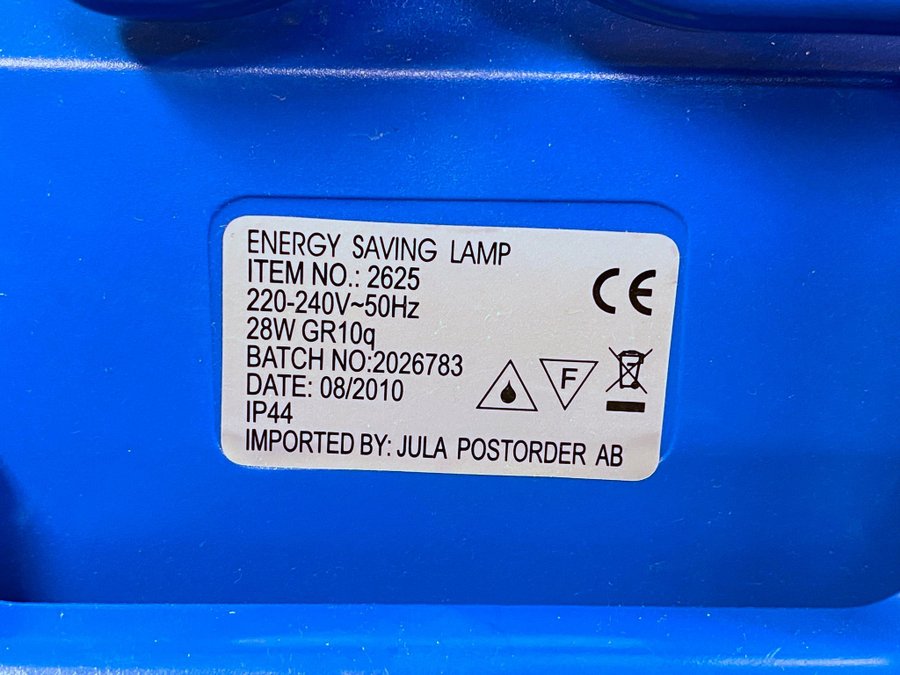 ENERGY SAVING LAMP
ITEM NO.: 2625
220-240V~50Hz
28W GR10q
BATCH NO:2026783
DATE: 08/2010
IP44
IMPORTED BY: JULA POSTORDER AB
CE
F